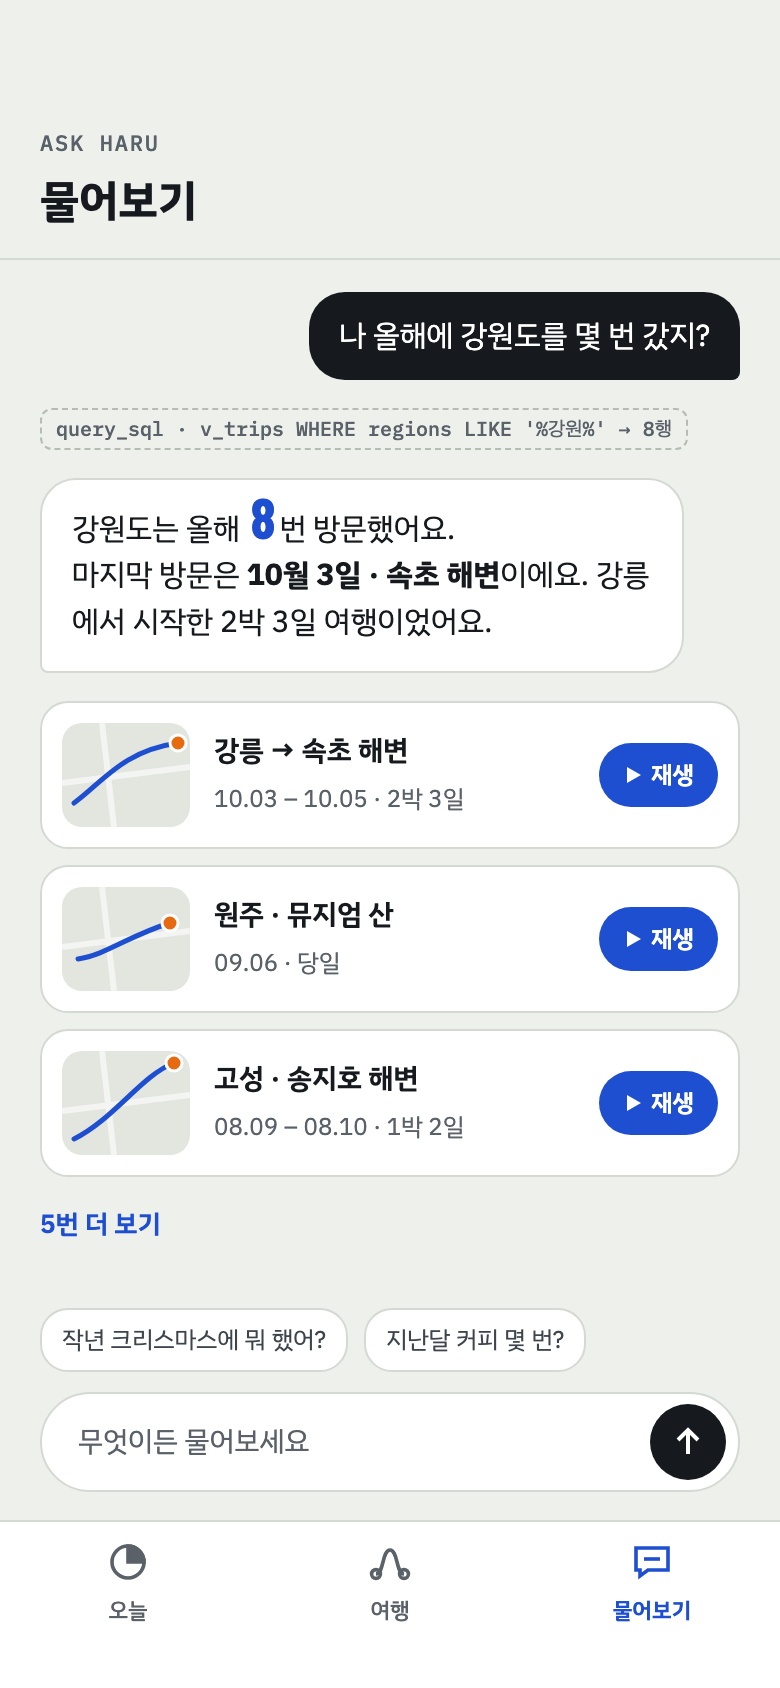 ASK HARU
물어보기
나 올해에 강원도를 몇 번 갔지?
query_sql · v_trips WHERE regions LIKE '%강원%' → 8행
강원도는 올해 8번 방문했어요.
마지막 방문은 10월 3일 · 속초 해변이에요. 강릉
에서 시작한 2박 3일 여행이었어요.
강릉 → 속초 해변
10.03 – 10.05 · 2박 3일
재생
원주 · 뮤지엄 산
09.06 · 당일
재생
고성 · 송지호 해변
08.09 – 08.10 · 1박 2일
재생
5번 더 보기
작년 크리스마스에 뭐 했어?
지난달 커피 몇 번?
무엇이든 물어보세요
오늘
여행
물어보기